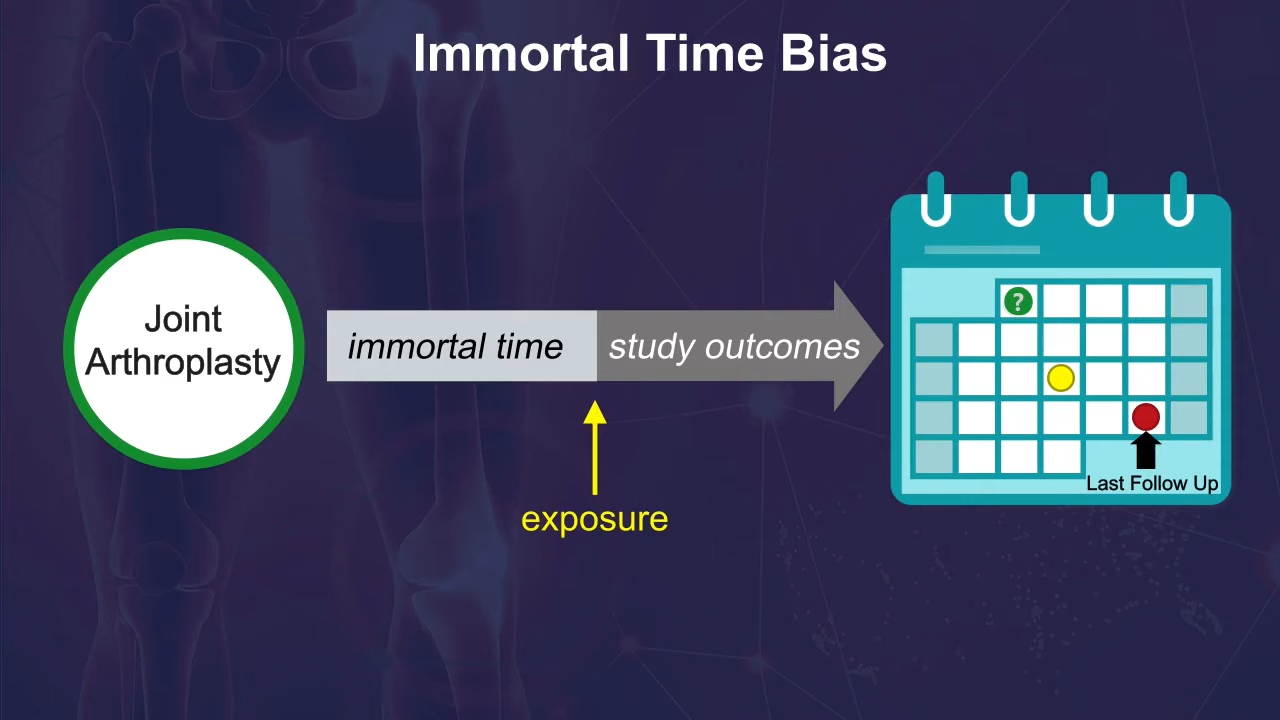 Immortal Time Bias
Joint
Arthroplasty
immortal time
study outcomes
exposure
?
Last Follow Up